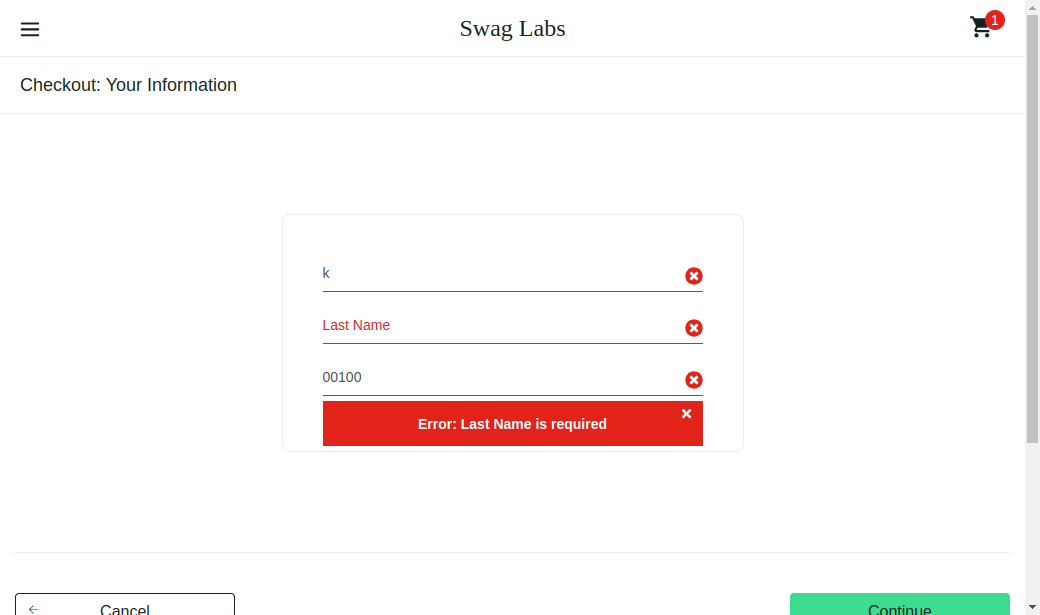 Swag Labs
1
Checkout: Your Information
k
Last Name
00100
Error: Last Name is required
Cancel
Continue